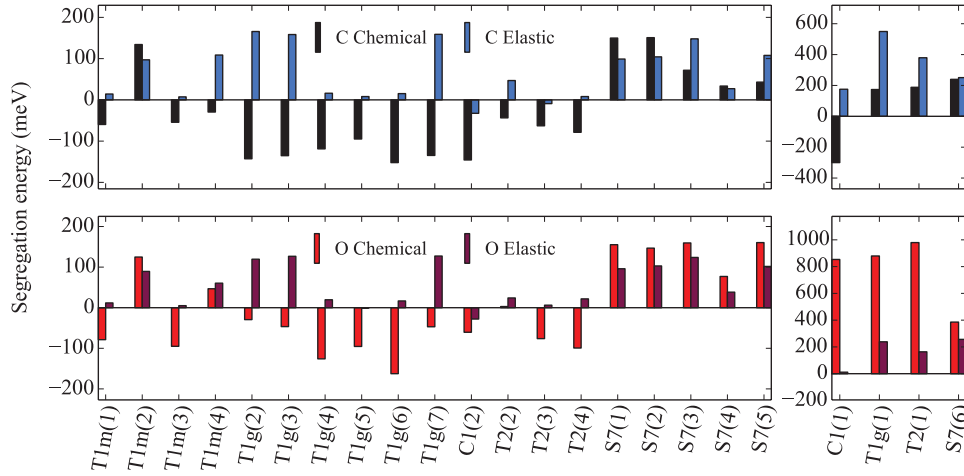 Segregation energy (meV)
200
100
0
−100
−200
C Chemical
C Elastic
400
200
0
−200
−400
200
100
0
−100
−200
O Chemical
O Elastic
1000
800
600
400
200
0
−200
T1m(1)
T1m(2)
T1m(3)
T1m(4)
T1g(2)
T1g(3)
T1g(4)
T1g(5)
T1g(6)
T1g(7)
C1(2)
T2(2)
T2(3)
T2(4)
S7(1)
S7(2)
S7(3)
S7(4)
S7(5)
C1(1)
T1g(1)
T2(1)
S7(6)